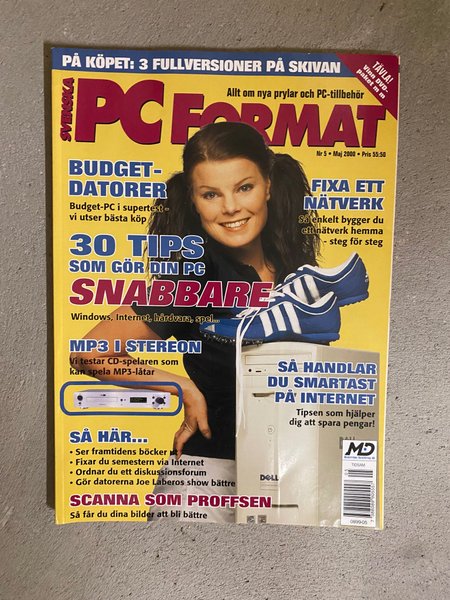 PÅ KÖPET: 3 FULLVERSIONER PÅ SKIVAN
TÄVLA!
Vinn DVD-
paket m m
SVENSKA
PC FORMAT
Allt om nya prylar och PC-tillbehör
Nr 5 • Maj 2000 • Pris 55:50
BUDGET-
DATORER
Budget-PC i supertest -
vi utser bästa köp
FIXA ETT
NÄTVERK
Så enkelt bygger du
ett nätverk hemma
- steg för steg
30 TIPS
SOM GÖR DIN PC
SNABBARE
Windows, Internet, hårdvara, spel...
MP3 I STEREON
Vi testar CD-spelaren som
kan spela MP3-låtar
SÅ HANDLAR
DU SMARTAST
PÅ INTERNET
Tipsen som hjälper
dig att spara pengar!
SÅ HÄR...
• Ser framtidens böcker ut
• Fixar du semestern via Internet
• Ordnar du ett diskussionsforum
• Gör datorerna Joe Laberos show bättre
SCANNA SOM PROFFSEN
Så får du dina bilder att bli bättre
DELL
MD
TIDSAM
0899-05